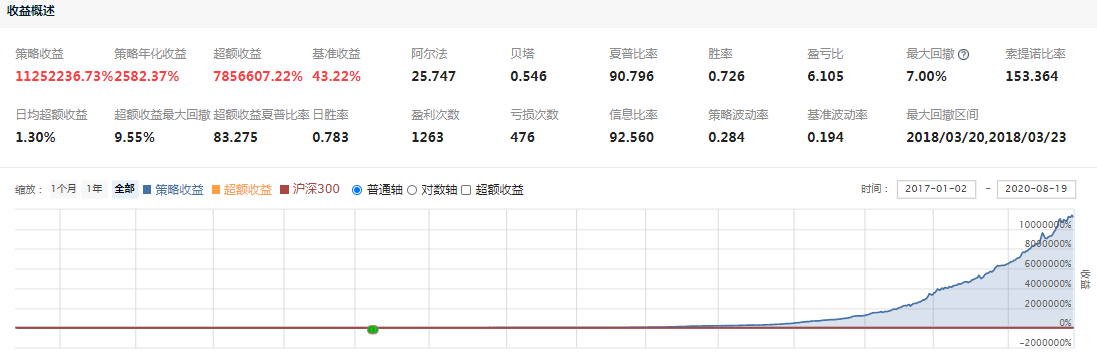 收益概述
策略收益 策略年化收益 超额收益 基准收益 阿尔法 贝塔 夏普比率 胜率 盈亏比 最大回撤 索提诺比率
11252236.73% 2582.37% 7856607.22% 43.22% 25.747 0.546 90.796 0.726 6.105 7.00% 153.364
日均超额收益 超额收益最大回撤 超额收益夏普比率 日胜率 盈利次数 亏损次数 信息比率 策略波动率 基准波动率 最大回撤区间
1.30% 9.55% 83.275 0.783 1263 476 92.560 0.284 0.194 2018/03/20,2018/03/23
缩放： 1个月 1年 全部 策略收益 超额收益 沪深300 普通轴 对数轴 超额收益 时间： 2017-01-02 - 2020-08-19
10000000%
8000000%
6000000%
4000000%
2000000%
0%
-2000000%
收益